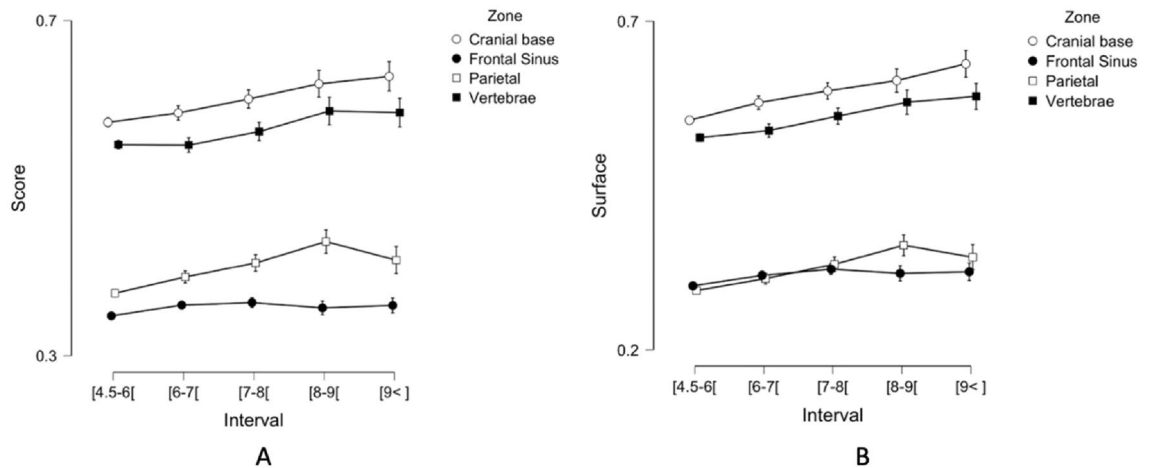 0.7
Score
0.3
[4.5-6[ [6-7[ [7-8[ [8-9[ [9< ]
Interval
Zone
Cranial base
Frontal Sinus
Parietal
Vertebrae
A
0.7
Surface
0.2
[4.5-6[ [6-7[ [7-8[ [8-9[ [9< ]
Interval
Zone
Cranial base
Frontal Sinus
Parietal
Vertebrae
B